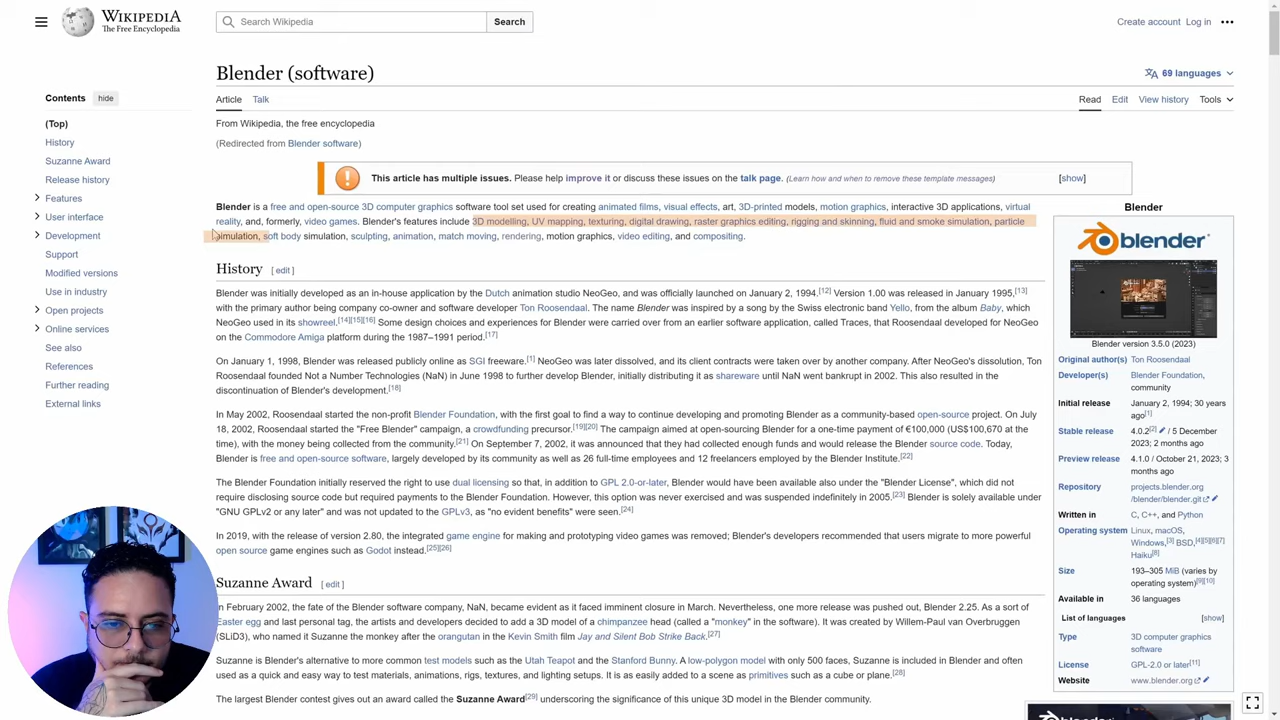 WIKIPEDIA
The Free Encyclopedia
Search Wikipedia
Search
Create account Log in
Contents hide
(Top)
History
Suzanne Award
Release history
Features
User interface
Development
Support
Modified versions
Use in industry
Open projects
Online services
See also
References
Further reading
External links
Blender (software)
69 languages
Article Talk
Read Edit View history Tools
From Wikipedia, the free encyclopedia
(Redirected from Blender software)
This article has multiple issues. Please help improve it or discuss these issues on the talk page. (Learn how and when to remove these template messages) [show]
Blender is a free and open-source 3D computer graphics software tool set used for creating animated films, visual effects, art, 3D-printed models, motion graphics, interactive 3D applications, virtual
reality, and, formerly, video games. Blender's features include 3D modelling, UV mapping, texturing, digital drawing, raster graphics editing, rigging and skinning, fluid and smoke simulation, particle
simulation, soft body simulation, sculpting, animation, match moving, rendering, motion graphics, video editing, and compositing.
History [ edit ]
Blender was initially developed as an in-house application by the Dutch animation studio NeoGeo, and was officially launched on January 2, 1994.[12] Version 1.00 was released in January 1995,[13]
with the primary author being company co-owner and software developer Ton Roosendaal. The name Blender was inspired by a song by the Swiss electronic band Yello, from the album Baby, which
NeoGeo used in its showreel.[14][15][16] Some design choices and experiences for Blender were carried over from an earlier software application, called Traces, that Roosendaal developed for NeoGeo
on the Commodore Amiga platform during the 1987–1991 period.[17]
On January 1, 1998, Blender was released publicly online as SGI freeware.[1] NeoGeo was later dissolved, and its client contracts were taken over by another company. After NeoGeo's dissolution, Ton
Roosendaal founded Not a Number Technologies (NaN) in June 1998 to further develop Blender, initially distributing it as shareware until NaN went bankrupt in 2002. This also resulted in the
discontinuation of Blender's development.[18]
In May 2002, Roosendaal started the non-profit Blender Foundation, with the first goal to find a way to continue developing and promoting Blender as a community-based open-source project. On July
18, 2002, Roosendaal started the "Free Blender" campaign, a crowdfunding precursor.[19][20] The campaign aimed at open-sourcing Blender for a one-time payment of €100,000 (US$100,670 at the
time), with the money being collected from the community.[21] On September 7, 2002, it was announced that they had collected enough funds and would release the Blender source code. Today,
Blender is free and open-source software, largely developed by its community as well as 26 full-time employees and 12 freelancers employed by the Blender Institute.[22]
The Blender Foundation initially reserved the right to use dual licensing so that, in addition to GPL 2.0-or-later, Blender would have been available also under the "Blender License", which did not
require disclosing source code but required payments to the Blender Foundation. However, this option was never exercised and was suspended indefinitely in 2005.[23] Blender is solely available under
"GNU GPLv2 or any later" and was not updated to the GPLv3, as "no evident benefits" were seen.[24]
In 2019, with the release of version 2.80, the integrated game engine for making and prototyping video games was removed; Blender's developers recommended that users migrate to more powerful
open source game engines such as Godot instead.[25][26]
Suzanne Award [ edit ]
In February 2002, the fate of the Blender software company, NaN, became evident as it faced imminent closure in March. Nevertheless, one more release was pushed out, Blender 2.25. As a sort of
Easter egg and last personal tag, the artists and developers decided to add a 3D model of a chimpanzee head (called a "monkey" in the software). It was created by Willem-Paul van Overbruggen
(SLiD3), who named it Suzanne the monkey after the orangutan in the Kevin Smith film Jay and Silent Bob Strike Back.[27]
Suzanne is Blender's alternative to more common test models such as the Utah Teapot and the Stanford Bunny. A low-polygon model with only 500 faces, Suzanne is included in Blender and often
used as a quick and easy way to test materials, animations, rigs, texture, and lighting setups. It is as easily added to a scene as primitives such as a cube or plane.[28]
The largest Blender contest gives out an award called the Suzanne Award[29] underscoring the significance of this unique 3D model in the Blender community.
Blender
blender
Blender version 3.5.0 (2023)
Original author(s) Ton Roosendaal
Developer(s) Blender Foundation,
community
Initial release January 2, 1994; 30 years
ago[1]
Stable release 4.0.2[2] / 5 December
2023; 2 months ago
Preview release 4.1.0 / October 21, 2023; 3
months ago
Repository projects.blender.org
/blender/blender.git
Written in C, C++, and Python
Operating system Linux, macOS,
Windows,[3] BSD,[4][5][6][7]
Haiku[8]
Size 193–305 MiB (varies by
operating system)[9][10]
Available in 36 languages
List of languages [show]
Type 3D computer graphics
software
License GPL-2.0 or later[11]
Website www.blender.org